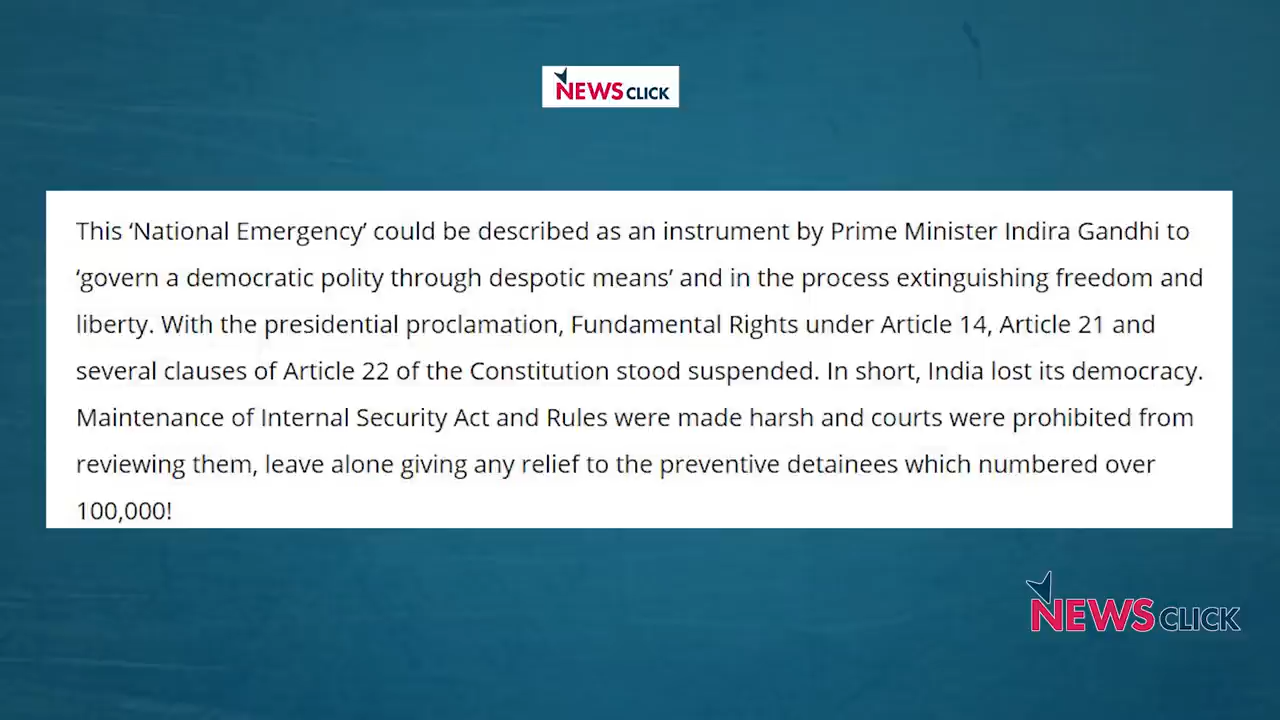 NEWS CLICK
This ‘National Emergency’ could be described as an instrument by Prime Minister Indira Gandhi to
‘govern a democratic polity through despotic means’ and in the process extinguishing freedom and
liberty. With the presidential proclamation, Fundamental Rights under Article 14, Article 21 and
several clauses of Article 22 of the Constitution stood suspended. In short, India lost its democracy.
Maintenance of Internal Security Act and Rules were made harsh and courts were prohibited from
reviewing them, leave alone giving any relief to the preventive detainees which numbered over
100,000!
NEWS CLICK